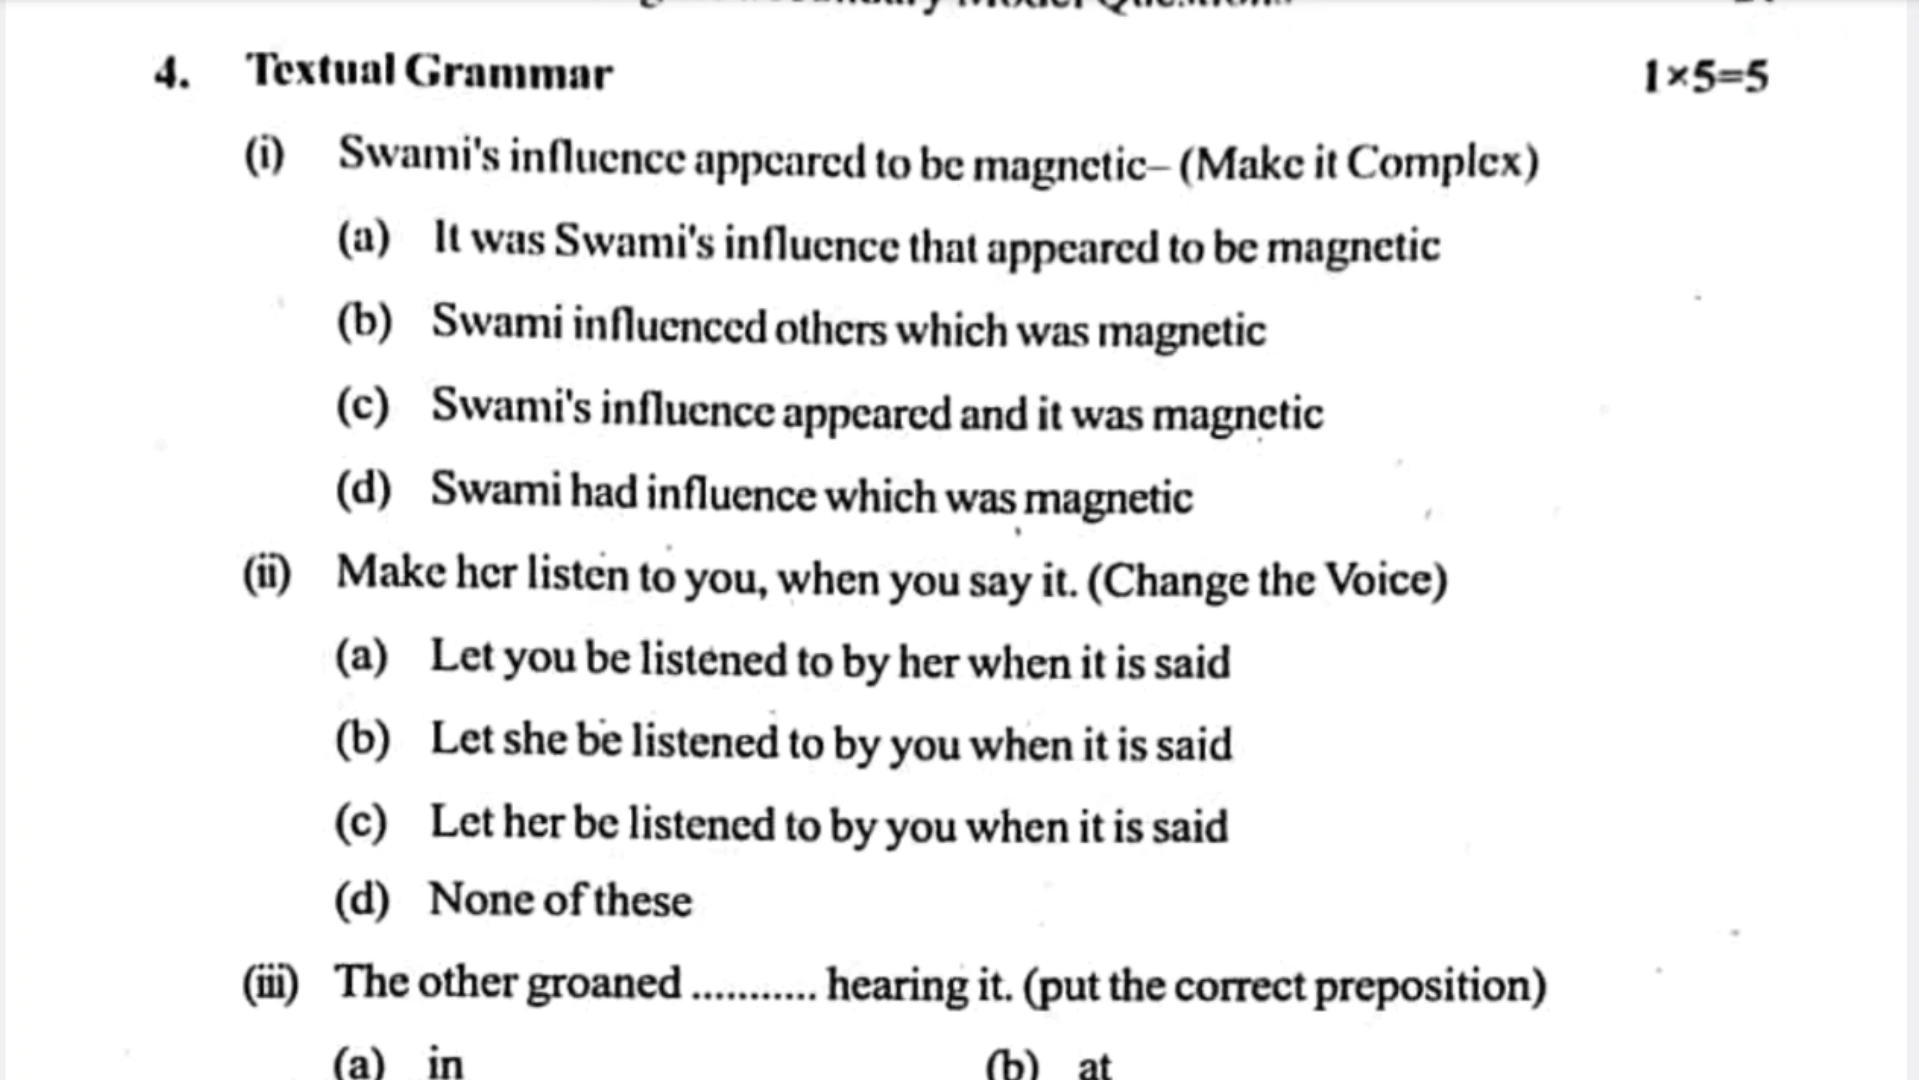 4. Textual Grammar 1×5=5
(i) Swami's influence appeared to be magnetic– (Make it Complex)
(a) It was Swami's influence that appeared to be magnetic
(b) Swami influenced others which was magnetic
(c) Swami's influence appeared and it was magnetic
(d) Swami had influence which was magnetic
(ii) Make her listen to you, when you say it. (Change the Voice)
(a) Let you be listened to by her when it is said
(b) Let she be listened to by you when it is said
(c) Let her be listened to by you when it is said
(d) None of these
(iii) The other groaned ........... hearing it. (put the correct preposition)
(a) in (b) at